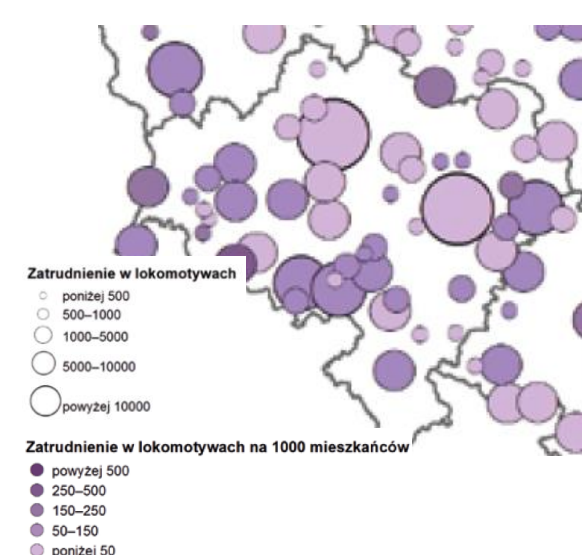 Zatrudnienie w lokomotywach
poniżej 500
500–1000
1000–5000
5000–10000
powyżej 10000
Zatrudnienie w lokomotywach na 1000 mieszkańców
powyżej 500
250–500
150–250
50–150
poniżej 50